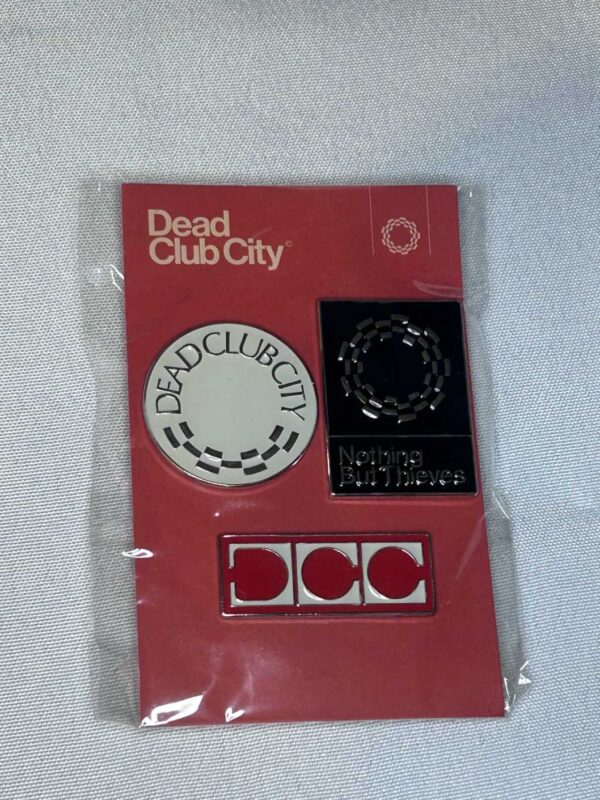 Dead
Club City©
DEAD CLUB CITY
Nothing
But Thieves
DCC